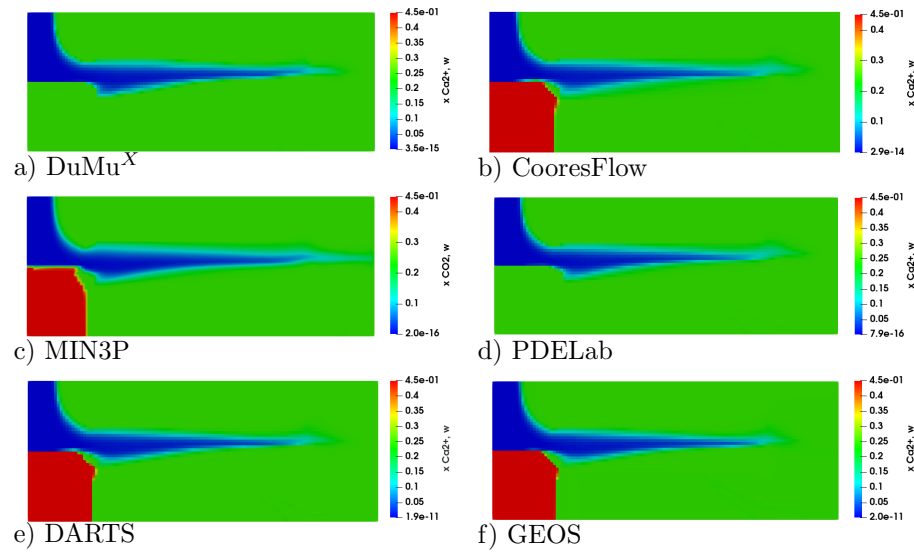 4.5e-01
0.4
0.35
0.3
0.25
0.2
0.15
0.1
3.5e-15
x Ca2+, w
a) DuMuˣ
4.5e-01
0.4
0.3
0.2
0.1
2.9e-14
x Ca2+, w
b) CooresFlow
4.5e-01
0.4
0.35
0.3
0.25
0.2
0.15
0.1
2.0e-16
x CO2, w
c) MIN3P
4.5e-01
0.4
0.35
0.3
0.25
0.2
0.15
0.1
0.05
7.9e-16
x Ca2+, w
d) PDELab
4.5e-01
0.4
0.35
0.3
0.25
0.2
0.15
0.1
1.9e-11
x Ca2+, w
e) DARTS
4.5e-01
0.4
0.35
0.3
0.25
0.2
0.15
0.1
2.0e-11
x Ca2+, w
f) GEOS